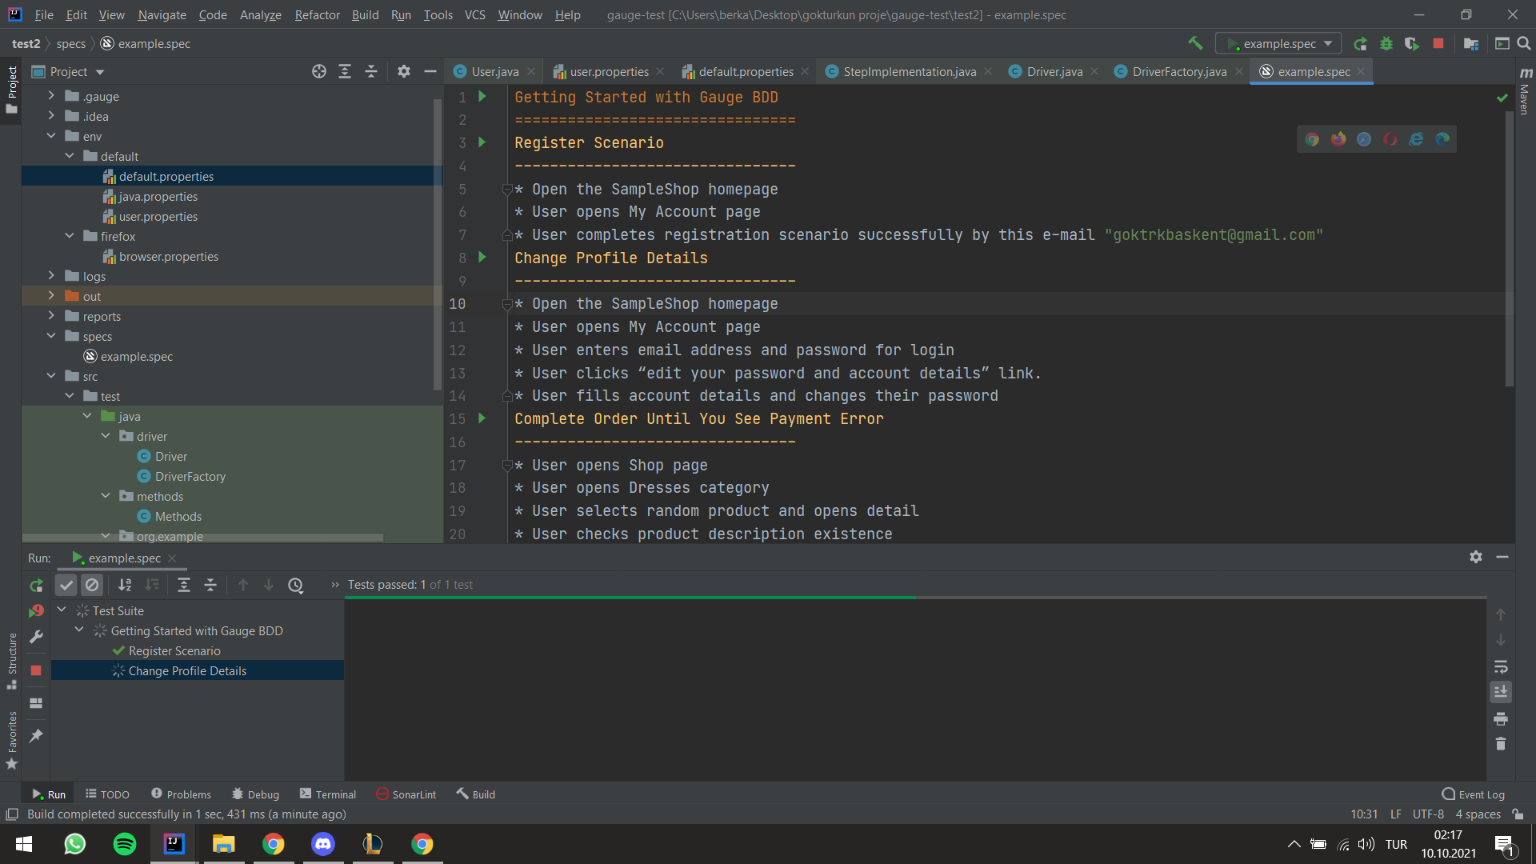 File Edit View Navigate Code Analyze Refactor Build Run Tools VCS Window Help gauge-test [C:\Users\berka\Desktop\gokturkun proje\gauge-test\test2] - example.spec
test2 specs example.spec
example.spec
Project
Project
User.java
user.properties
default.properties
StepImplementation.java
Driver.java
DriverFactory.java
example.spec
Maven
.gauge
.idea
env
default
default.properties
java.properties
user.properties
firefox
browser.properties
logs
out
reports
specs
example.spec
src
test
java
driver
Driver
DriverFactory
methods
Methods
org.example
1 Getting Started with Gauge BDD
2 ================================
3 Register Scenario
4 --------------------------------
5 * Open the SampleShop homepage
6 * User opens My Account page
7 * User completes registration scenario successfully by this e-mail "goktrkbaskent@gmail.com"
8 Change Profile Details
9 --------------------------------
10 * Open the SampleShop homepage
11 * User opens My Account page
12 * User enters email address and password for login
13 * User clicks “edit your password and account details” link.
14 * User fills account details and changes their password
15 Complete Order Until You See Payment Error
16 --------------------------------
17 * User opens Shop page
18 * User opens Dresses category
19 * User selects random product and opens detail
20 * User checks product description existence
Run: example.spec
» Tests passed: 1 of 1 test
Test Suite
Getting Started with Gauge BDD
Register Scenario
Change Profile Details
Structure
Favorites
Run TODO Problems Debug Terminal SonarLint Build Event Log
Build completed successfully in 1 sec, 431 ms (a minute ago) 10:31 LF UTF-8 4 spaces
TUR
02:17
10.10.2021
1